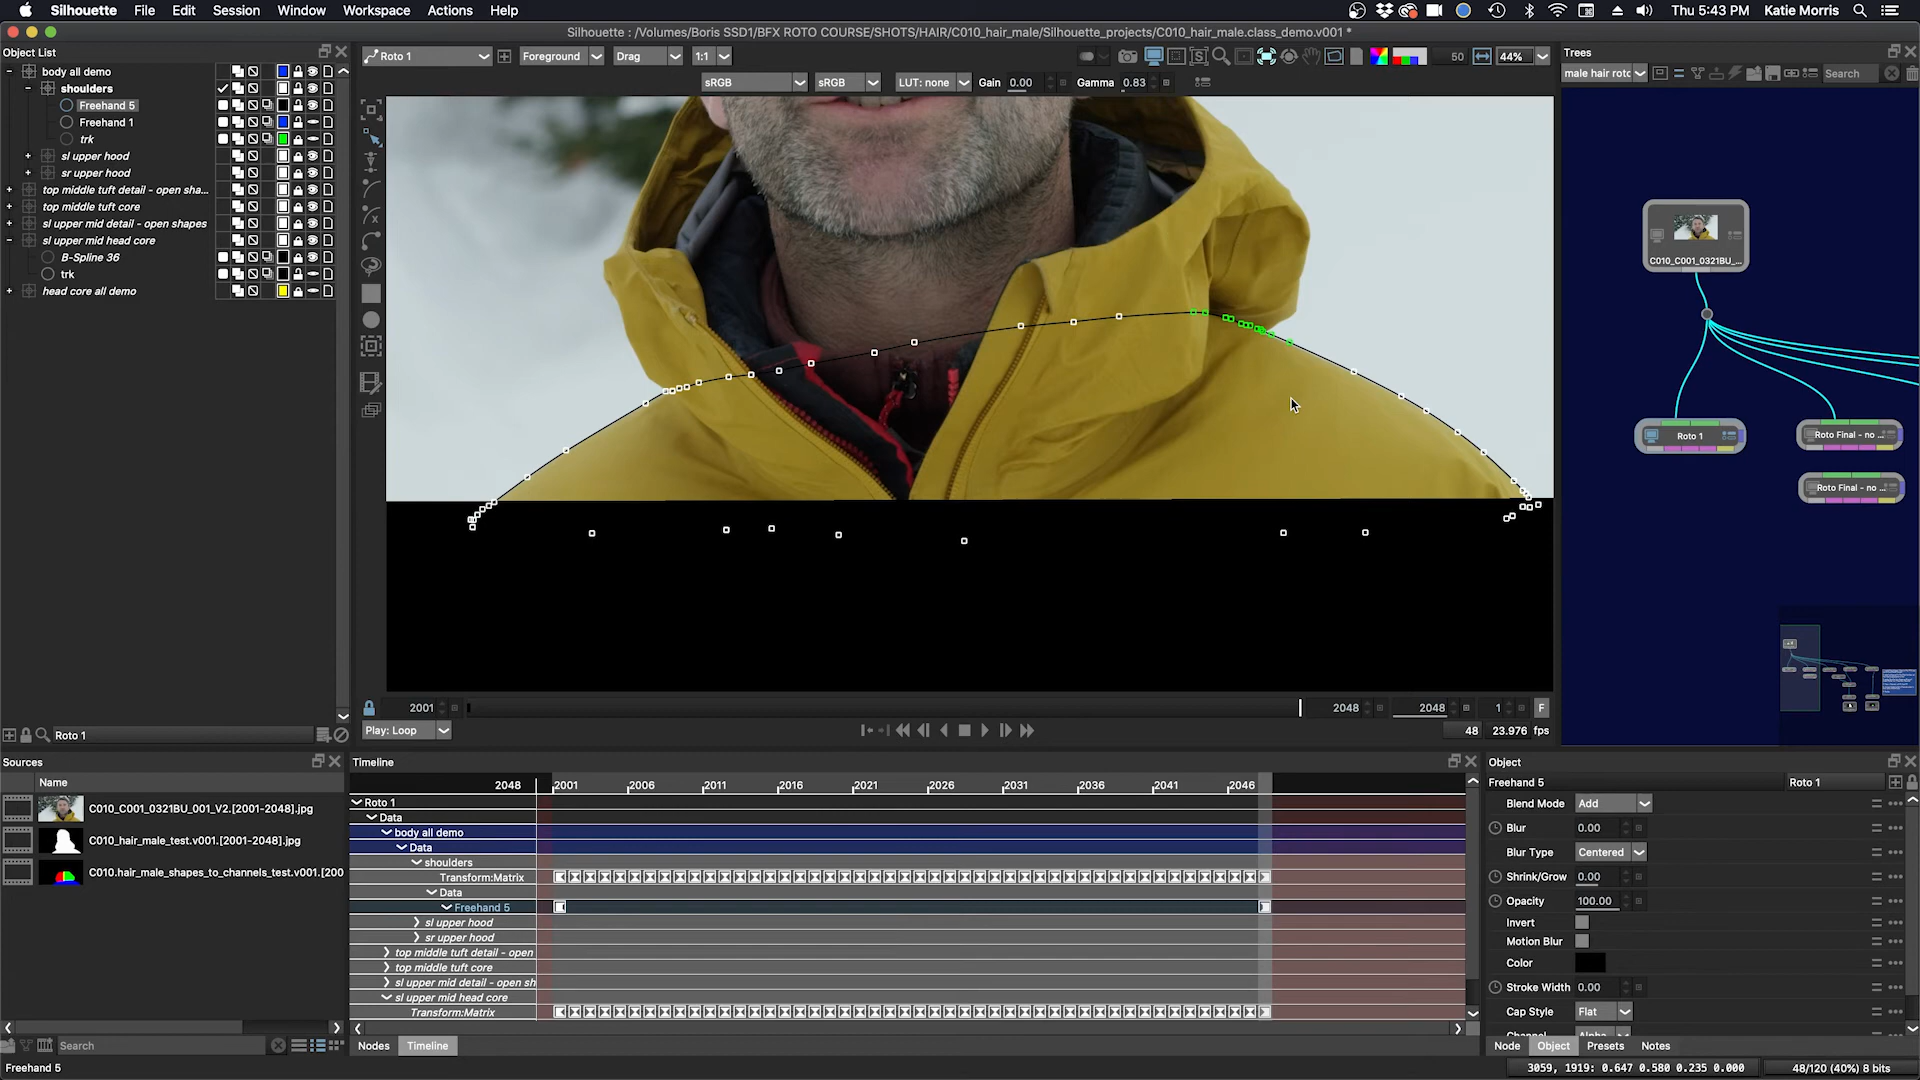 Silhouette File Edit Session Window Workspace Actions Help
Thu 5:43 PM Katie Morris
Silhouette : /Volumes/Boris SSD1/BFX ROTO COURSE/SHOTS/HAIR/C010_hair_male/Silhouette_projects/C010_hair_male.class_demo.v001 *
Object List
body all demo
shoulders
Freehand 5
Freehand 1
trk
sl upper hood
sr upper hood
top middle tuft detail - open sha...
top middle tuft core
sl upper mid detail - open shapes
sl upper mid head core
B-Spline 36
trk
head core all demo
Roto 1
Roto 1 Foreground Drag 1:1 50 44%
sRGB sRGB LUT: none Gain 0.00 Gamma 0.83
2001 2048 2048 1 F
Play: Loop 48 23.976 fps
Trees
male hair roto Search
C010_C001_0321BU_...
Roto 1
Roto Final - no ...
Roto Final - no ...
Sources
Name
C010_C001_0321BU_001_V2.[2001-2048].jpg
C010_hair_male_test.v001.[2001-2048].jpg
C010.hair_male_shapes_to_channels_test.v001.[200
Search
Timeline
2048 2001 2006 2011 2016 2021 2026 2031 2036 2041 2046
Roto 1
Data
body all demo
Data
shoulders
Transform:Matrix
Data
Freehand 5
sl upper hood
sr upper hood
top middle tuft detail - open
top middle tuft core
sl upper mid detail - open sh
sl upper mid head core
Transform:Matrix
Nodes Timeline
Object
Freehand 5 Roto 1
Blend Mode Add
Blur 0.00
Blur Type Centered
Shrink/Grow 0.00
Opacity 100.00
Invert
Motion Blur
Color
Stroke Width 0.00
Cap Style Flat
Node Object Presets Notes
Freehand 5
3059, 1919: 0.647 0.580 0.235 0.000 48/120 (40%) 8 bits